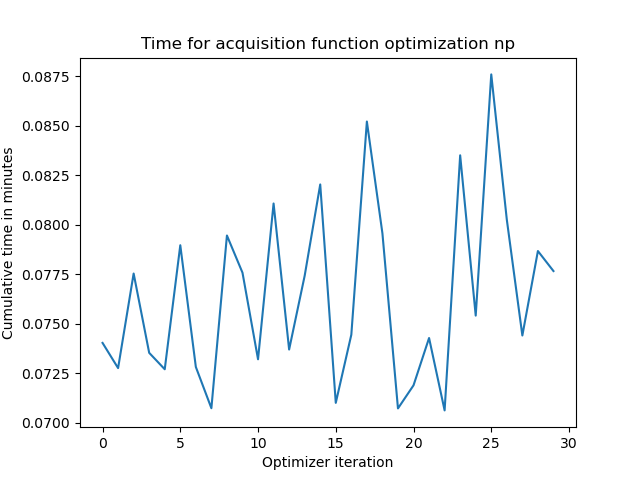 Time for acquisition function optimization np
Cumulative time in minutes
0.0875
0.0850
0.0825
0.0800
0.0775
0.0750
0.0725
0.0700
0 5 10 15 20 25 30
Optimizer iteration